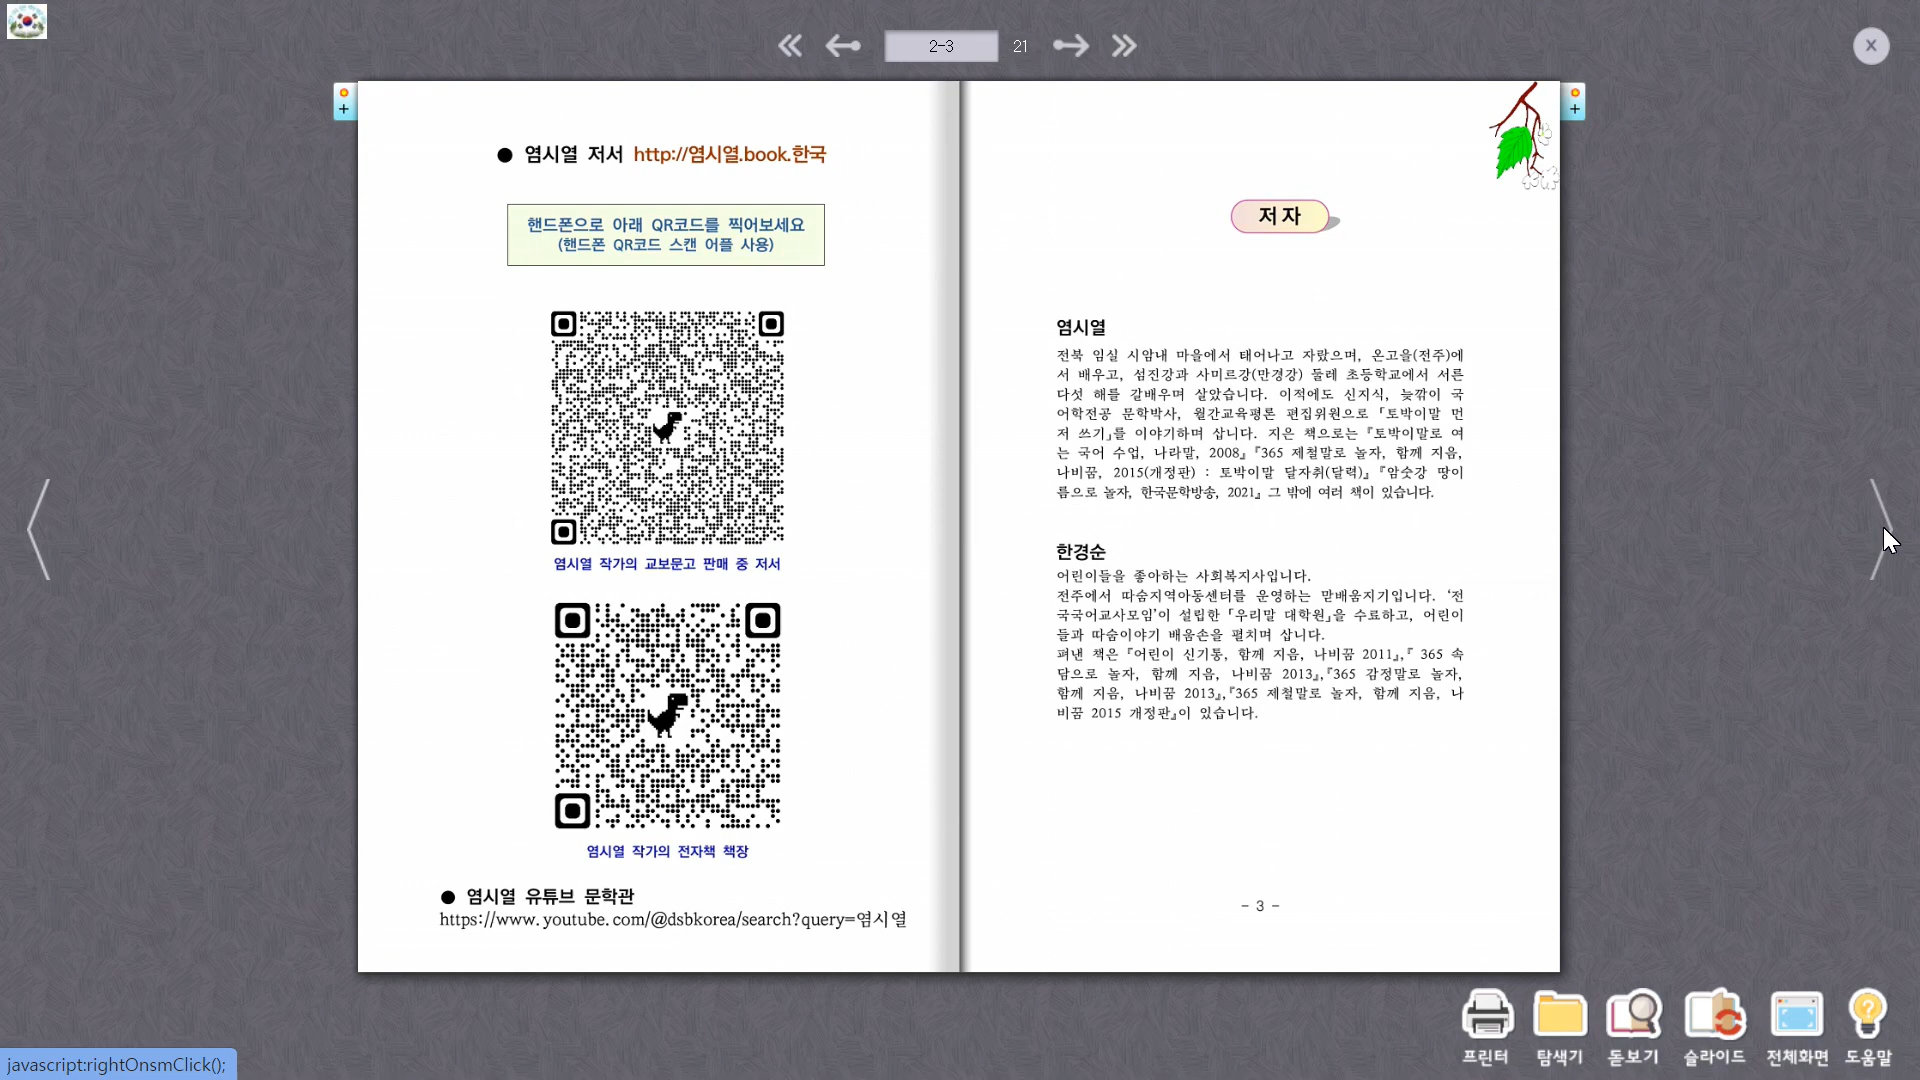 2-3 21
x
+
+
● 염시열 저서 http://염시열.book.한국
핸드폰으로 아래 QR코드를 찍어보세요
(핸드폰 QR코드 스캔 어플 사용)
염시열 작가의 교보문고 판매 중 저서
염시열 작가의 전자책 책장
● 염시열 유튜브 문학관
https://www.youtube.com/@dsbkorea/search?query=염시열
저자
염시열
전북 임실 시암내 마을에서 태어나고 자랐으며, 온고을(전주)에
서 배우고, 섬진강과 사미르강(만경강) 둘레 초등학교에서 서른
다섯 해를 갈배우며 살았습니다. 이적에도 신지식, 늦깎이 국
어학전공 문학박사, 월간교육평론 편집위원으로 「토박이말 먼
저 쓰기」를 이야기하며 삽니다. 지은 책으로는 『토박이말로 여
는 국어 수업, 나라말, 2008』 『365 제철말로 놀자, 함께 지음,
나비꿈, 2015(개정판) : 토박이말 달자취(달력)』 『암숫강 땅이
름으로 놀자, 한국문학방송, 2021』 그 밖에 여러 책이 있습니다.
한경순
어린이들을 좋아하는 사회복지사입니다.
전주에서 따숨지역아동센터를 운영하는 맏배움지기입니다. ‘전
국국어교사모임’이 설립한 「우리말 대학원」을 수료하고, 어린이
들과 따숨이야기 배움손을 펼치며 삽니다.
펴낸 책은 『어린이 신기통, 함께 지음, 나비꿈 2011』,『 365 속
담으로 놀자, 함께 지음, 나비꿈 2013』,『365 감정말로 놀자,
함께 지음, 나비꿈 2013』,『365 제철말로 놀자, 함께 지음, 나
비꿈 2015 개정판』이 있습니다.
- 3 -
프린터 탐색기 돋보기 슬라이드 전체화면 도움말
javascript:rightOnsmClick();